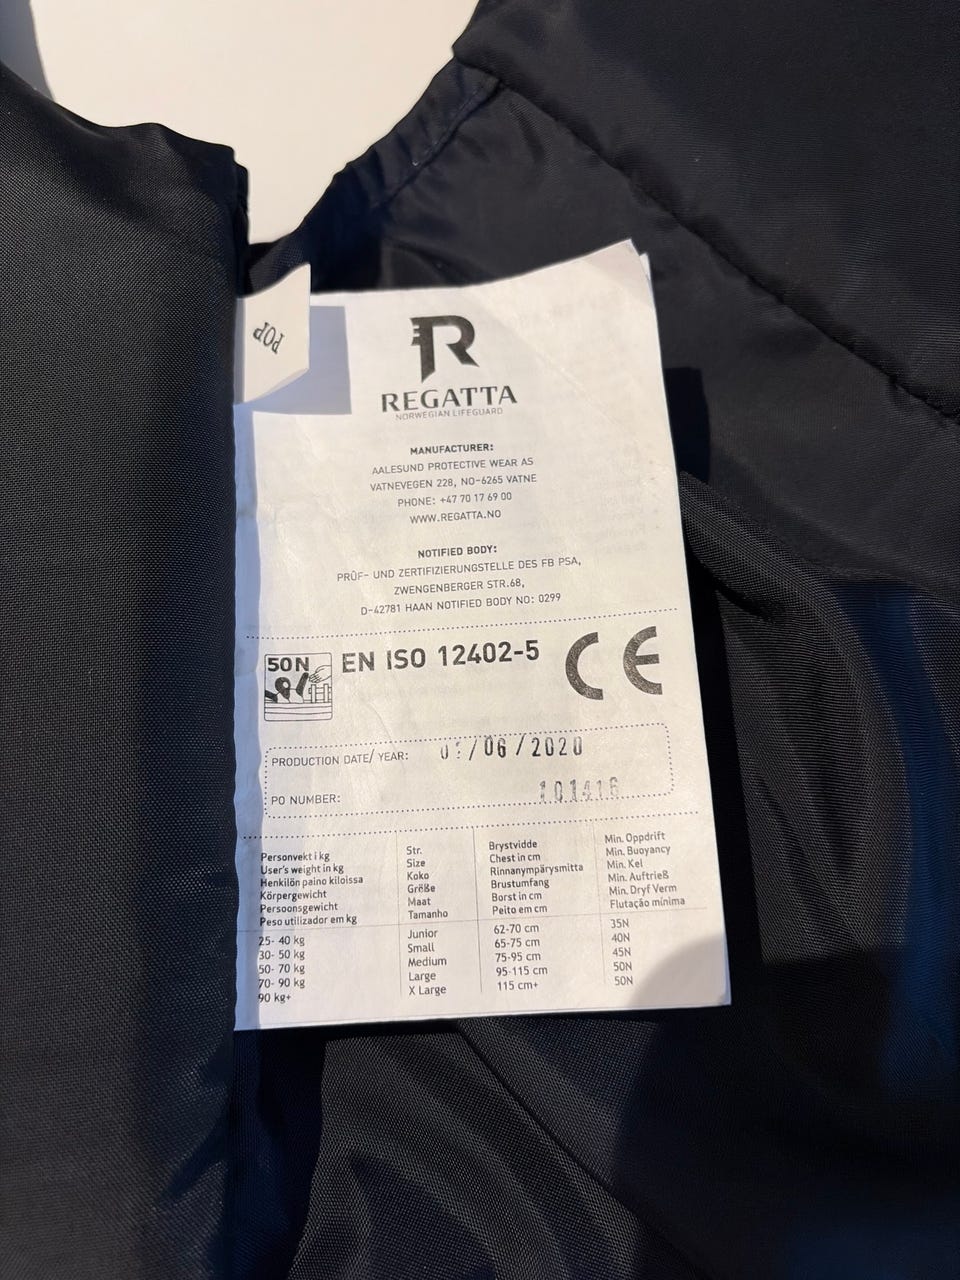 POP
R
REGATTA
NORWEGIAN LIFEGUARD
MANUFACTURER:
AALESUND PROTECTIVE WEAR AS
VATNEVEGEN 228, NO-6265 VATNE
PHONE: +47 70 17 69 00
WWW.REGATTA.NO
NOTIFIED BODY:
PRÜF- UND ZERTIFIZIERUNGSTELLE DES FB PSA,
ZWENGENBERGER STR.68,
D-42781 HAAN NOTIFIED BODY NO: 0299
50N EN ISO 12402-5 CE
PRODUCTION DATE/ YEAR: /06/2020
PO NUMBER: 101416
Personvekt i kg Str. Brystvidde Min. Oppdrift
User's weight in kg Size Chest in cm Min. Buoyancy
Henkilön paino kiloissa Koko Rinnanympärysmitta Min. Kel
Körpergewicht Größe Brustumfang Min. Auftrieß
Persoonsgewicht Maat Borst in cm Min. Dryf Verm
Peso utilizador em kg Tamanho Peito em cm Flutação mínima
25- 40 kg Junior 62-70 cm 35N
30- 50 kg Small 65-75 cm 40N
50- 70 kg Medium 75-95 cm 45N
70- 90 kg Large 95-115 cm 50N
90 kg+ X Large 115 cm+ 50N